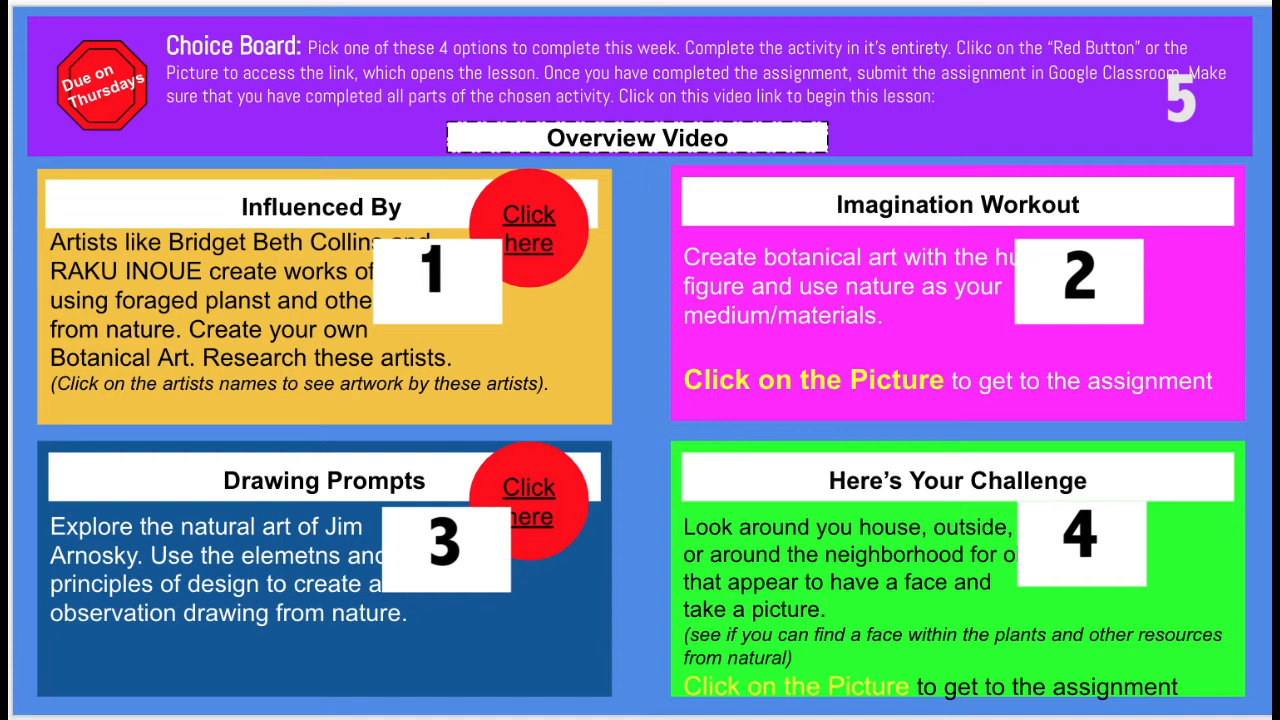 Due on
Thursdays
Choice Board: Pick one of these 4 options to complete this week. Complete the activity in it's entirety. Clikc on the “Red Button” or the
Picture to access the link, which opens the lesson. Once you have completed the assignment, submit the assignment in Google Classroom. Make
sure that you have completed all parts of the chosen activity. Click on this video link to begin this lesson:
5
Overview Video
Influenced By
Click
here
Artists like Bridget Beth Collins and
RAKU INOUE create works of
using foraged planst and othe
from nature. Create your own
Botanical Art. Research these artists.
(Click on the artists names to see artwork by these artists).
1
Imagination Workout
Create botanical art with the hu
figure and use nature as your
medium/materials.
2
Click on the Picture to get to the assignment
Drawing Prompts
Click
here
Explore the natural art of Jim
Arnosky. Use the elemetns and
principles of design to create a
observation drawing from nature.
3
Here’s Your Challenge
Look around you house, outside,
or around the neighborhood for o
that appear to have a face and
take a picture.
4
(see if you can find a face within the plants and other resources
from natural)
Click on the Picture to get to the assignment